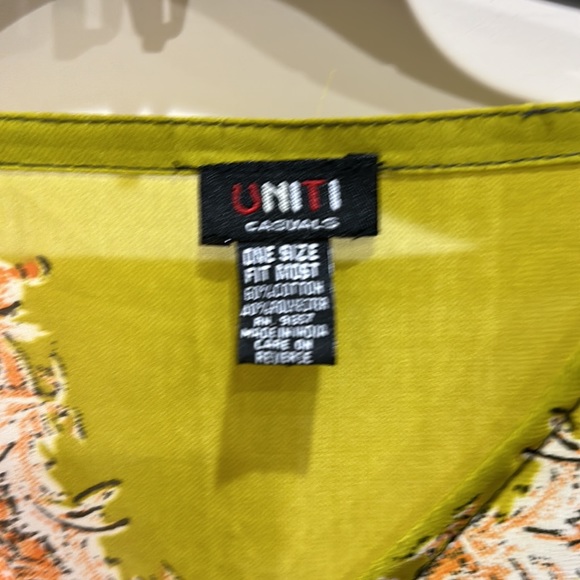 UNITI
CASUALS
ONE SIZE
FIT MOST
60%COTTON
40%POLYESTER
MADE IN INDIA
CARE ON
REVERSE